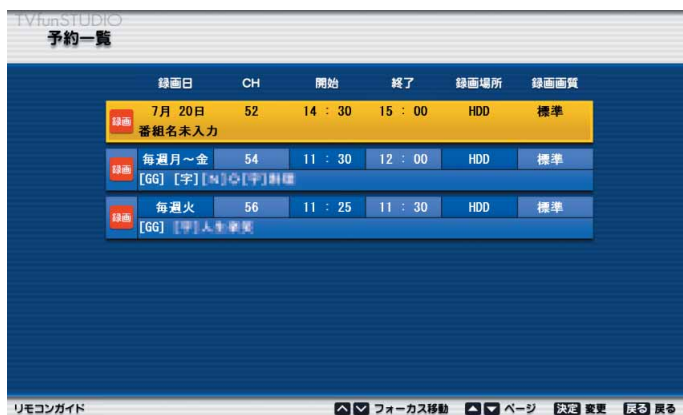 TVfunSTUDIO
予約一覧
録画日 CH 開始 終了 録画場所 録画画質
録画 7月 20日 52 14 : 30 15 : 00 HDD 標準
番組名未入力
録画 毎週月~金 54 11 : 30 12 : 00 HDD 標準
[GG] [字]
録画 毎週火 56 11 : 25 11 : 30 HDD 標準
[GG]
リモコンガイド フォーカス移動 ページ 決定 変更 戻る 戻る